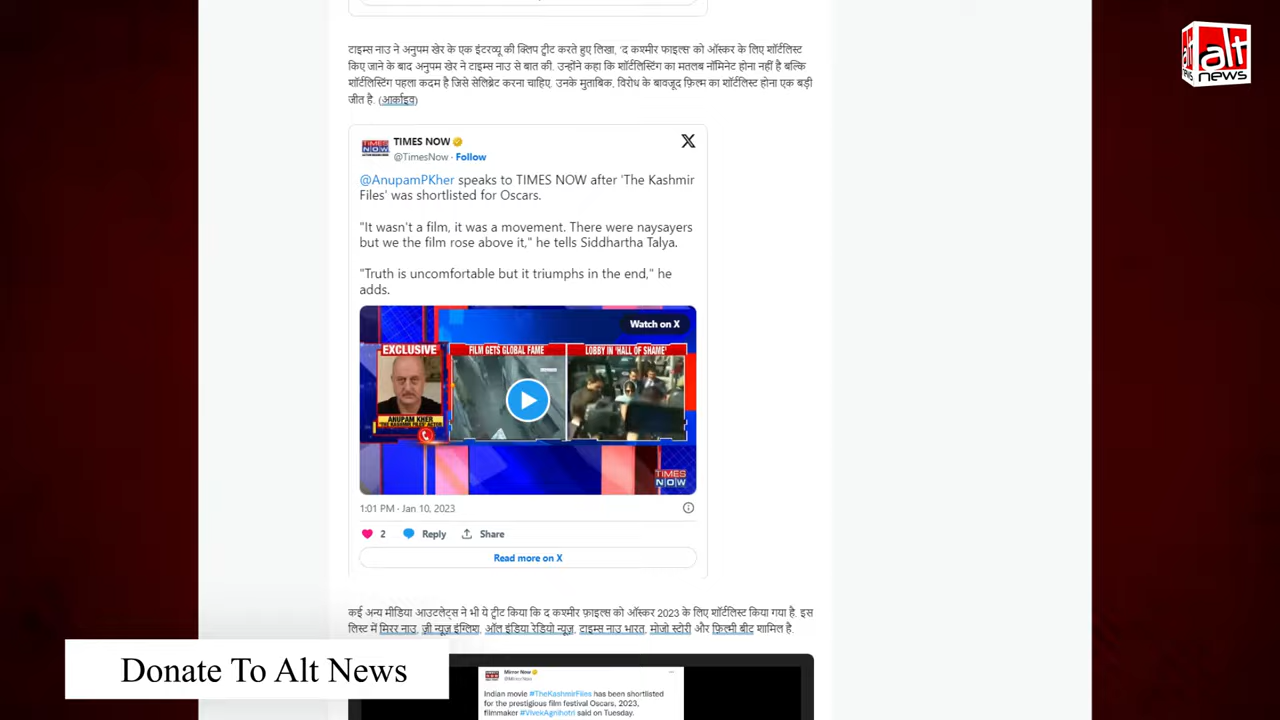 टाइम्स नाउ ने अनुपम खेर के एक इंटरव्यू की क्लिप ट्वीट करते हुए लिखा, 'द कश्मीर फाइल्स' को ऑस्कर के लिए शॉर्टलिस्ट
किए जाने के बाद अनुपम खेर ने टाइम्स नाउ से बात की. उन्होंने कहा कि शॉर्टलिस्टिंग का मतलब नॉमिनेट होना नहीं है बल्कि
शॉर्टलिस्टिंग पहला कदम है जिसे सेलिब्रेट करना चाहिए. उनके मुताबिक, विरोध के बावजूद फ़िल्म का शॉर्टलिस्ट होना एक बड़ी
जीत है. (आर्काइव)
alt
news
TIMES NOW
@TimesNow · Follow
@AnupamPKher speaks to TIMES NOW after 'The Kashmir
Files' was shortlisted for Oscars.
"It wasn't a film, it was a movement. There were naysayers
but we the film rose above it," he tells Siddhartha Talya.
"Truth is uncomfortable but it triumphs in the end," he
adds.
Watch on X
EXCLUSIVE
FILM GETS GLOBAL FAME
LOBBY IN 'HALL OF SHAME'
ANUPAM KHER
'THE KASHMIR FILES' ACTOR
TIMES
NOW
1:01 PM · Jan 10, 2023
2 Reply Share
Read more on X
कई अन्य मीडिया आउटलेट्स ने भी ये ट्वीट किया कि द कश्मीर फ़ाइल्स को ऑस्कर 2023 के लिए शॉर्टलिस्ट किया गया है. इस
लिस्ट में मिरर नाउ, ज़ी न्यूज़ इंग्लिश, ऑल इंडिया रेडियो न्यूज़, टाइम्स नाउ भारत, मोजो स्टोरी और फ़िल्मी बीट शामिल है.
Donate To Alt News
Mirror Now
@MirrorNow
Indian movie #TheKashmirFiles has been shortlisted
for the prestigious film festival Oscars, 2023,
filmmaker #VivekAgnihotri said on Tuesday.